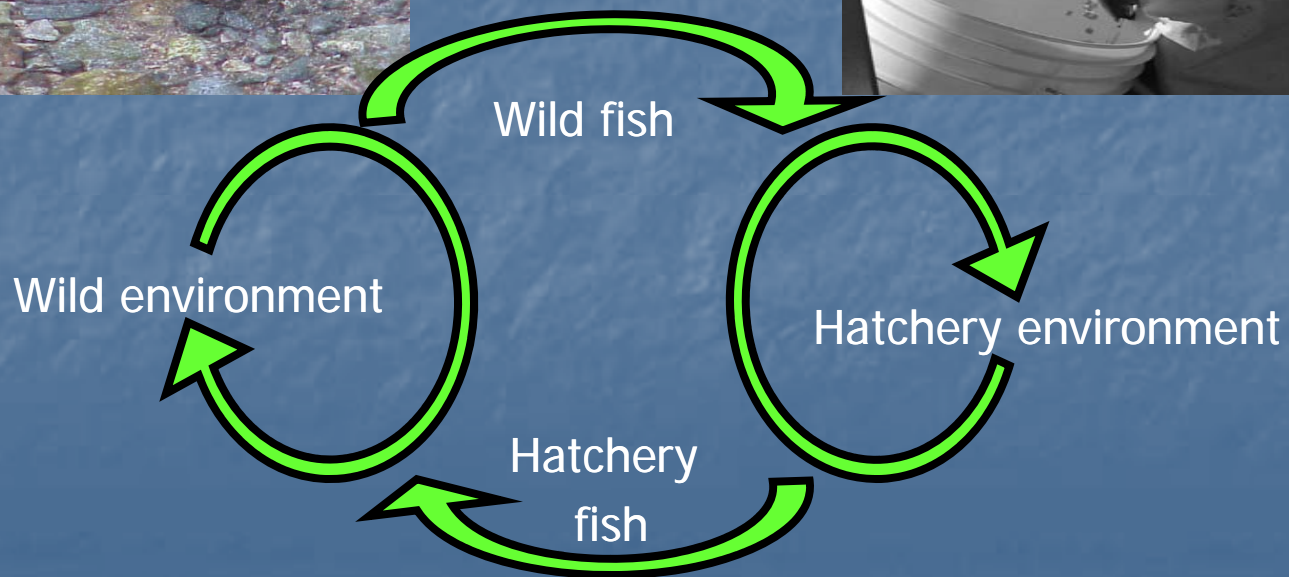 Wild fish
Wild environment
Hatchery environment
Hatchery
fish